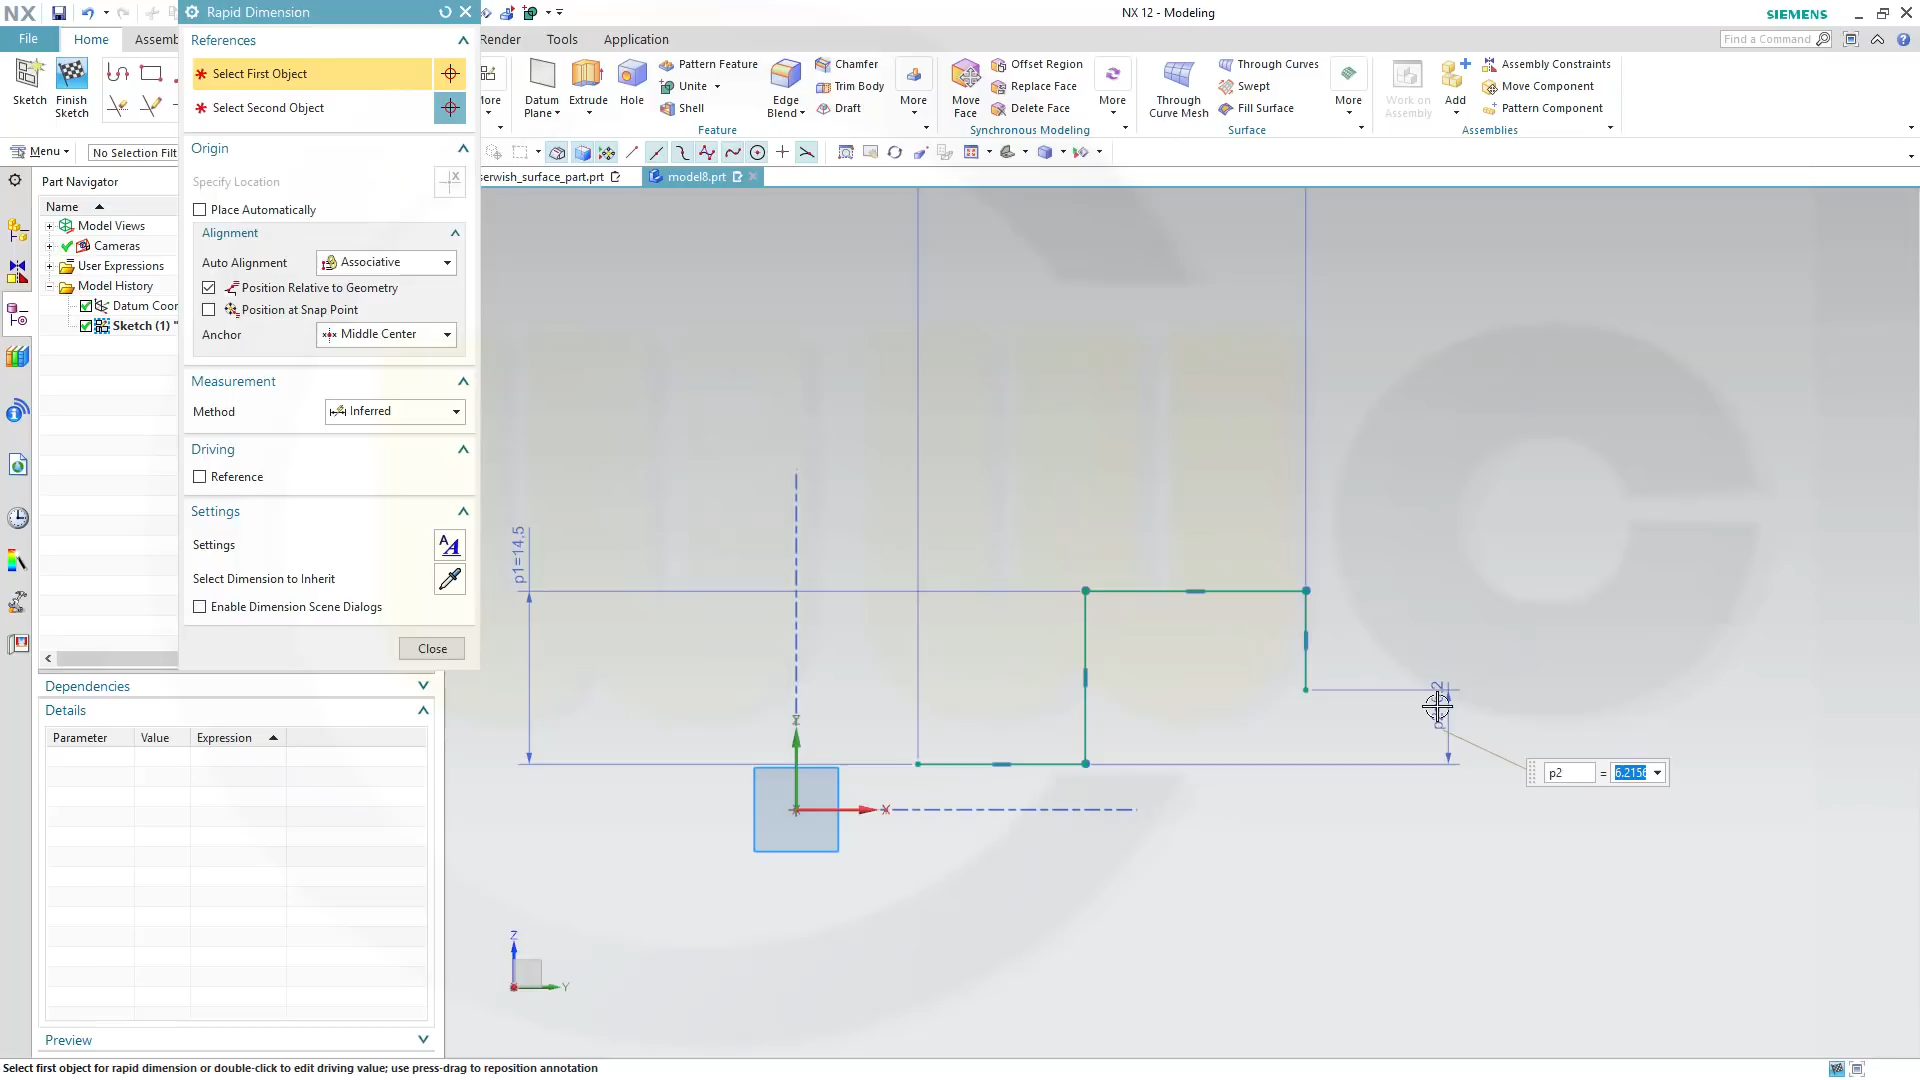 NX
Rapid Dimension
NX 12 - Modeling
SIEMENS
File
Home
Assemb
Render
Tools
Application
Find a Command
Sketch
Finish Sketch
More
Datum Plane
Extrude
Hole
Pattern Feature
Unite
Shell
Edge Blend
Chamfer
Trim Body
Draft
More
Feature
Move Face
Offset Region
Replace Face
Delete Face
More
Synchronous Modeling
Through Curve Mesh
Through Curves
Swept
Fill Surface
More
Surface
Work on Assembly
Add
Assembly Constraints
Move Component
Pattern Component
Assemblies
Menu
No Selection Filt
serwish_surface_part.prt
model8.prt
Part Navigator
Name
Model Views
Cameras
User Expressions
Model History
Datum Coor
Sketch (1) "
References
* Select First Object
* Select Second Object
Origin
Specify Location
Place Automatically
Alignment
Auto Alignment
Associative
Position Relative to Geometry
Position at Snap Point
Anchor
Middle Center
Measurement
Method
Inferred
Driving
Reference
Settings
Settings
Select Dimension to Inherit
Enable Dimension Scene Dialogs
Close
Dependencies
Details
Parameter
Value
Expression
Preview
p1=14,5
Z
X
p2
=
6.2156
Z
Y
Select first object for rapid dimension or double-click to edit driving value; use press-drag to reposition annotation